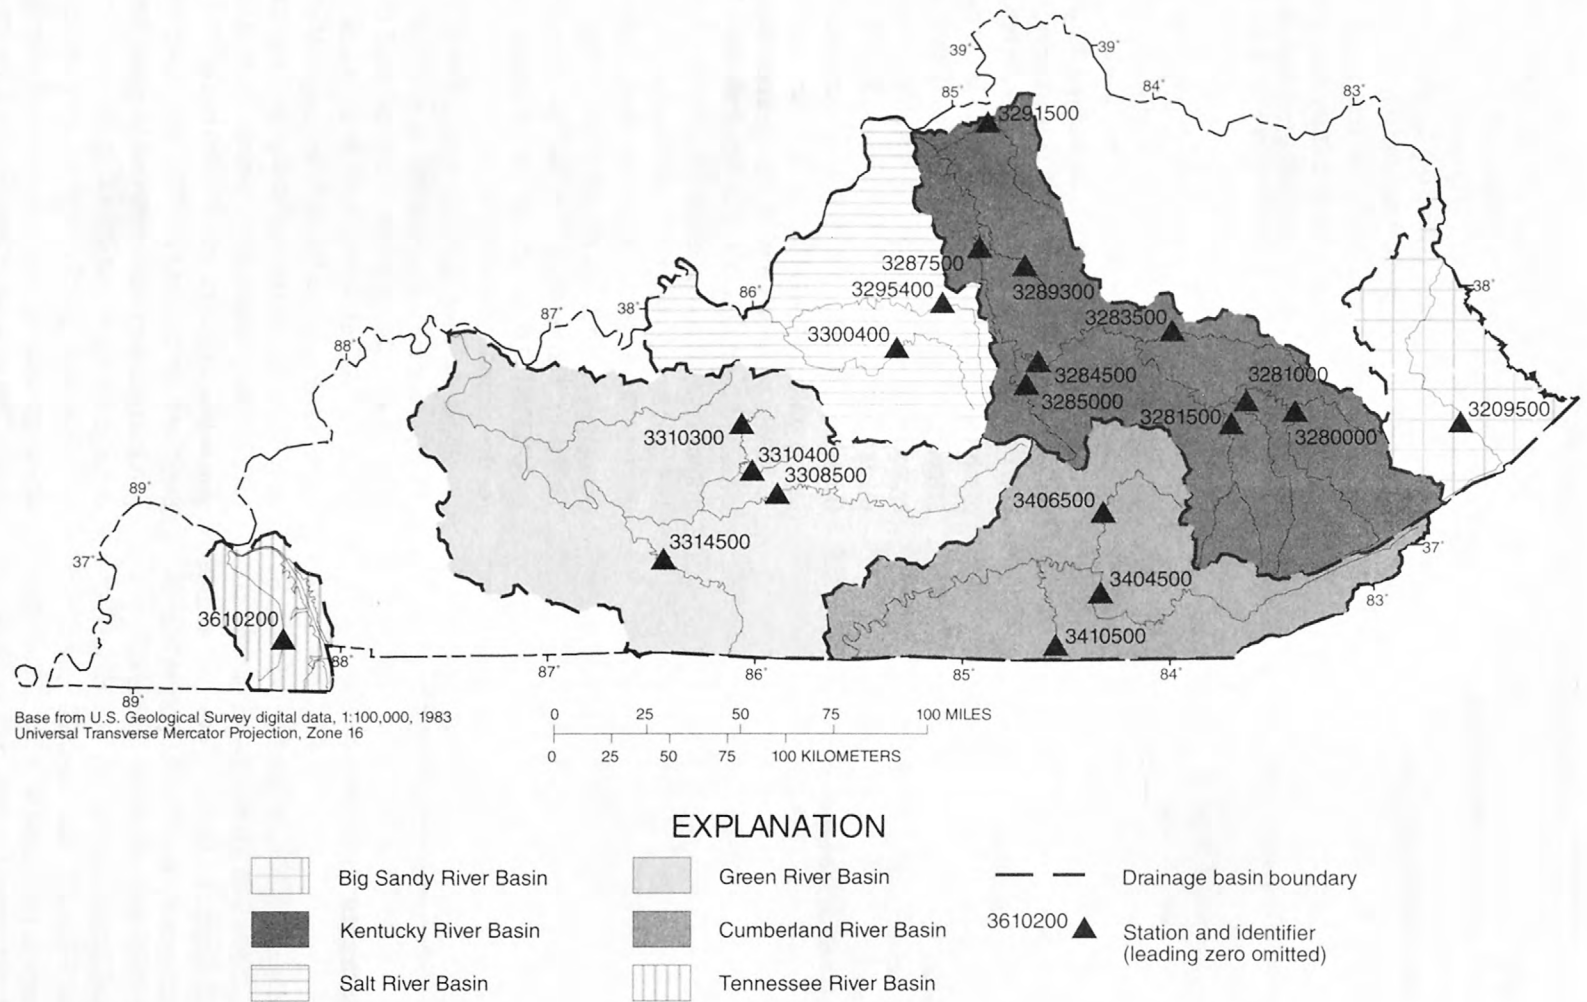 39°
39°
85°
84°
83°
3291500
3287500
3289300
3295400
86°
38°
38°
87°
3300400
3283500
88°
3284500
3281000
3285000
3281500
3280000
3209500
3310300
3310400
3308500
89°
3406500
3314500
37°
37°
3404500
83°
3610200
3410500
88°
87°
86°
85°
84°
89°
Base from U.S. Geological Survey digital data, 1:100,000, 1983
Universal Transverse Mercator Projection, Zone 16
0 25 50 75 100 MILES
0 25 50 75 100 KILOMETERS
EXPLANATION
Big Sandy River Basin
Kentucky River Basin
Salt River Basin
Green River Basin
Cumberland River Basin
Tennessee River Basin
Drainage basin boundary
3610200
Station and identifier
(leading zero omitted)